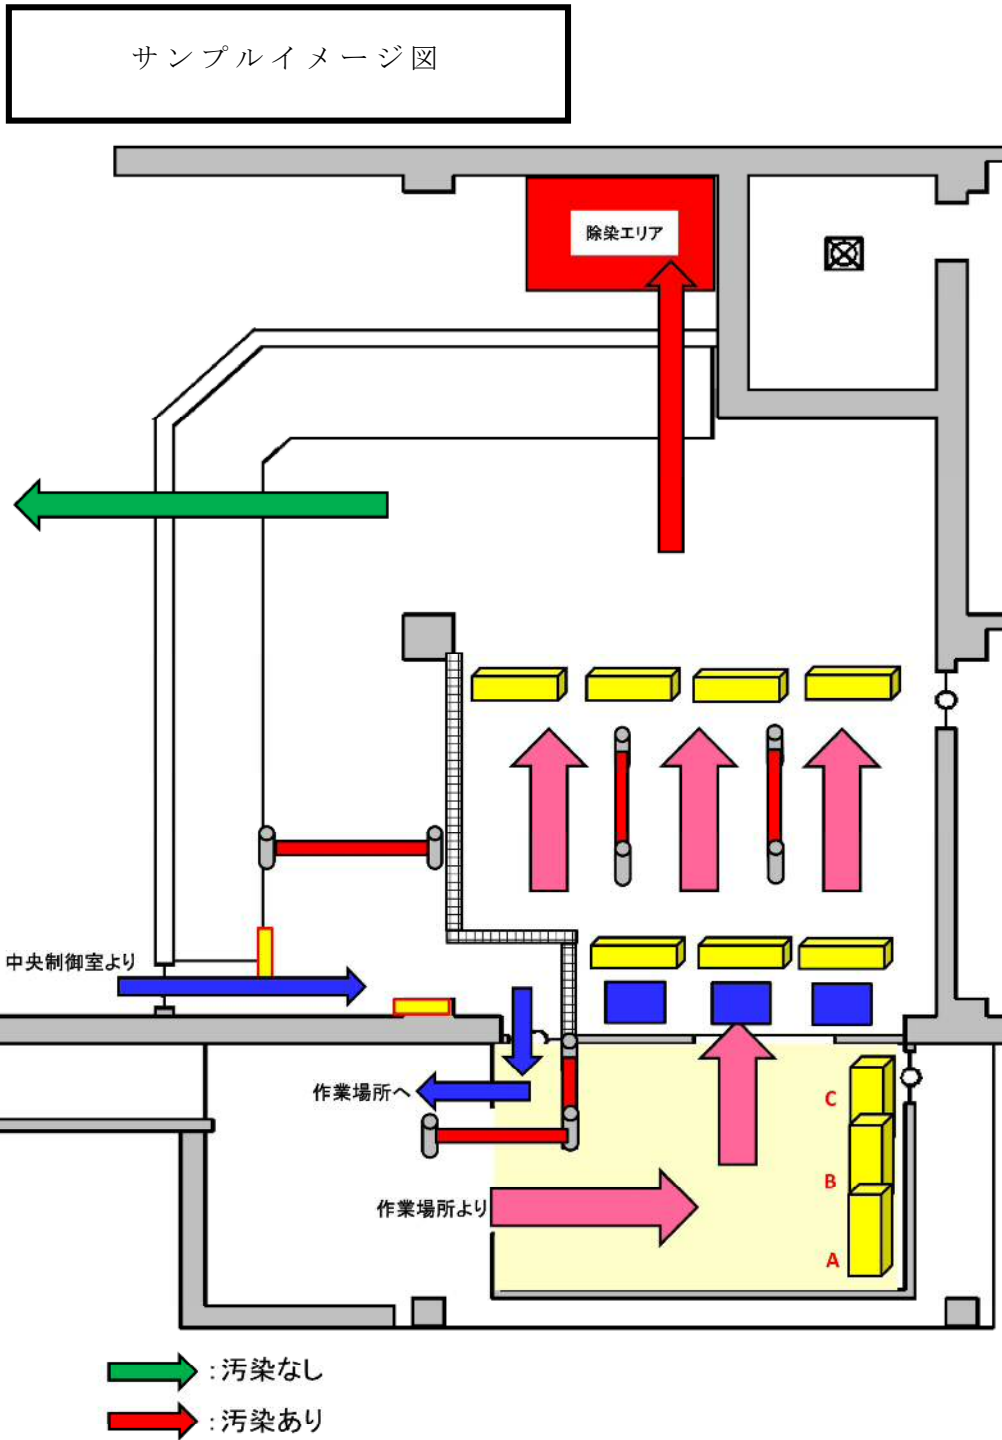 サンプルイメージ図
除染エリア
中央制御室より
作業場所へ
C
B
作業場所より
A
：汚染なし
：汚染あり